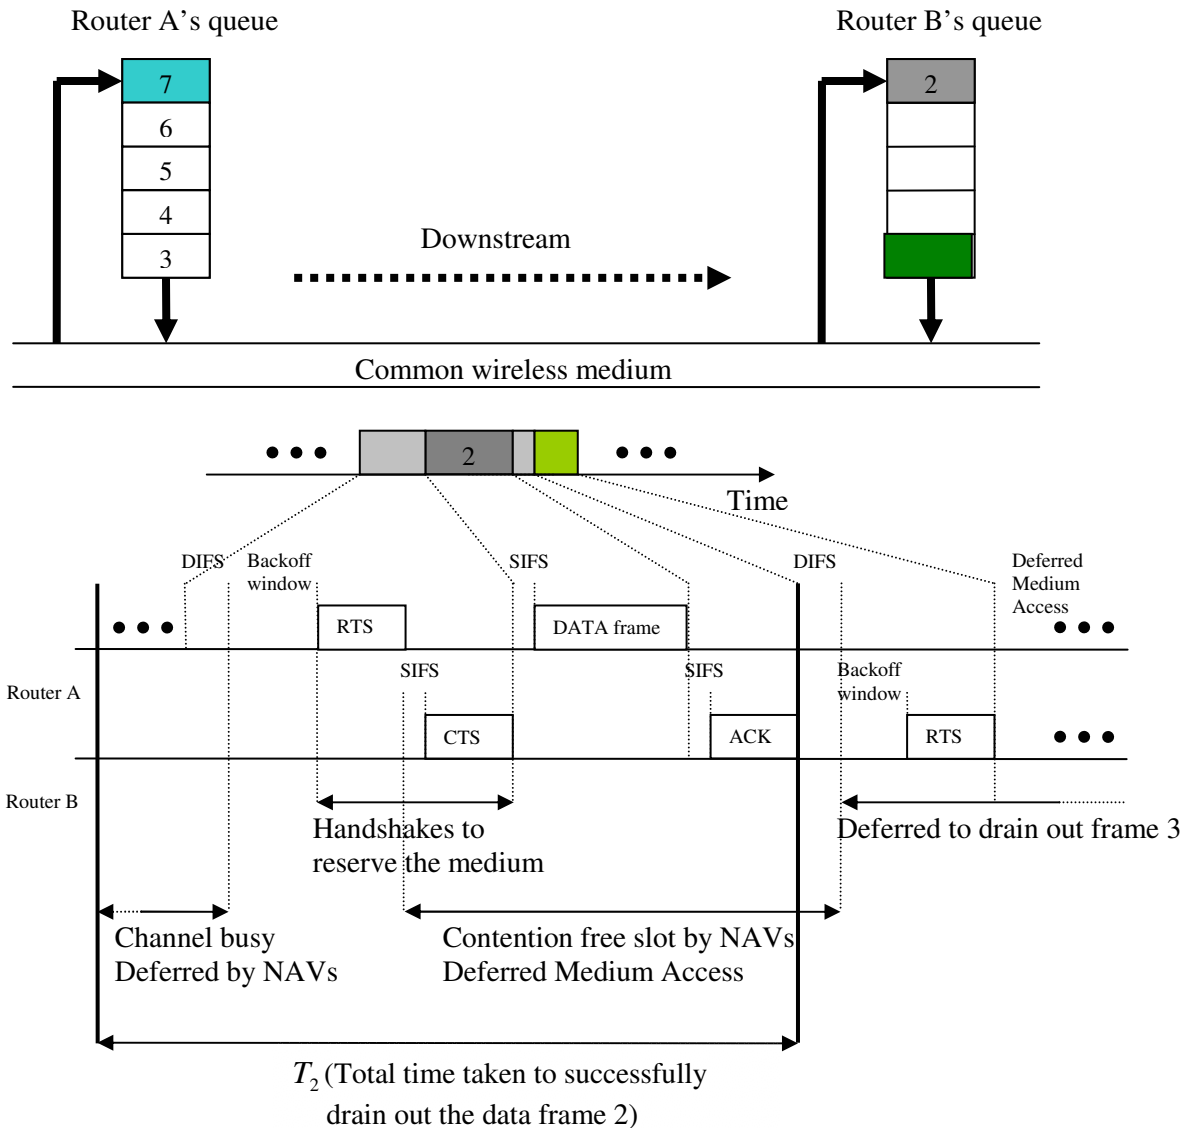 Router A's queue
Router B's queue
7
6
5
4
3
2
Downstream
Common wireless medium
2
Time
DIFS
Backoff
window
SIFS
DIFS
Deferred
Medium
Access
RTS
DATA frame
SIFS
SIFS
Backoff
window
Router A
CTS
ACK
RTS
Router B
Handshakes to
reserve the medium
Deferred to drain out frame 3
Channel busy
Deferred by NAVs
Contention free slot by NAVs
Deferred Medium Access
T2 (Total time taken to successfully
drain out the data frame 2)